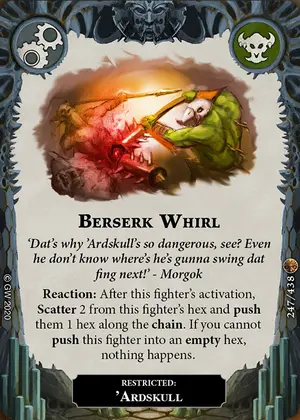 BERSERK WHIRL
‘Dat’s why ’Ardskull’s so dangerous, see? Even
he don’t know where’s he’s gunna swing dat
fing next!’ - Morgok
Reaction: After this fighter’s activation,
Scatter 2 from this fighter’s hex and push
them 1 hex along the chain. If you cannot
push this fighter into an empty hex,
nothing happens.
RESTRICTED:
’ARDSKULL
© GW 2020
247/438